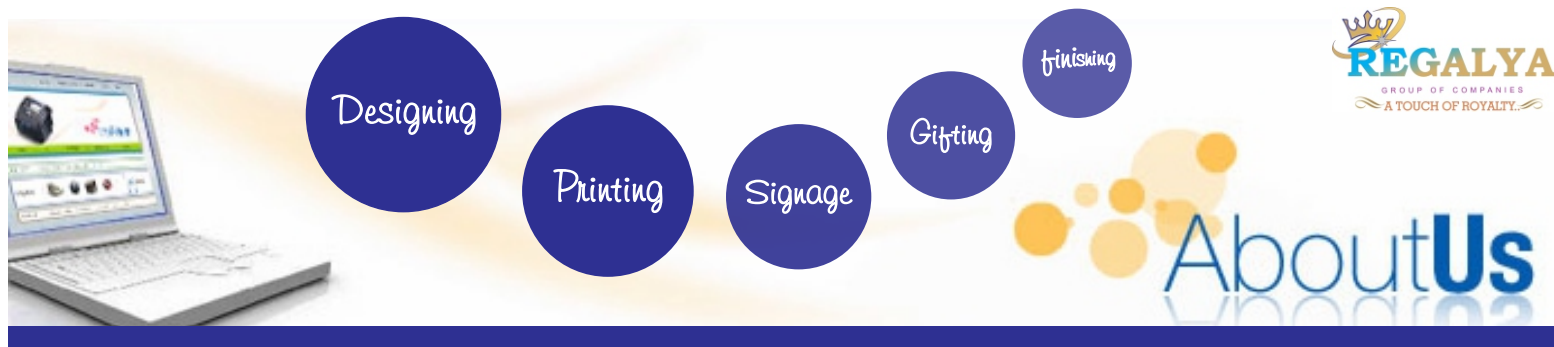 Designing
Printing
Signage
Gifting
finishing
REGALYA
GROUP OF COMPANIES
A TOUCH OF ROYALTY..
AboutUs